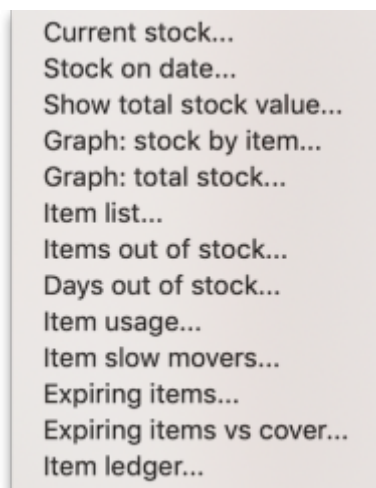 Current stock...
Stock on date...
Show total stock value...
Graph: stock by item...
Graph: total stock...
Item list...
Items out of stock...
Days out of stock...
Item usage...
Item slow movers...
Expiring items...
Expiring items vs cover...
Item ledger...